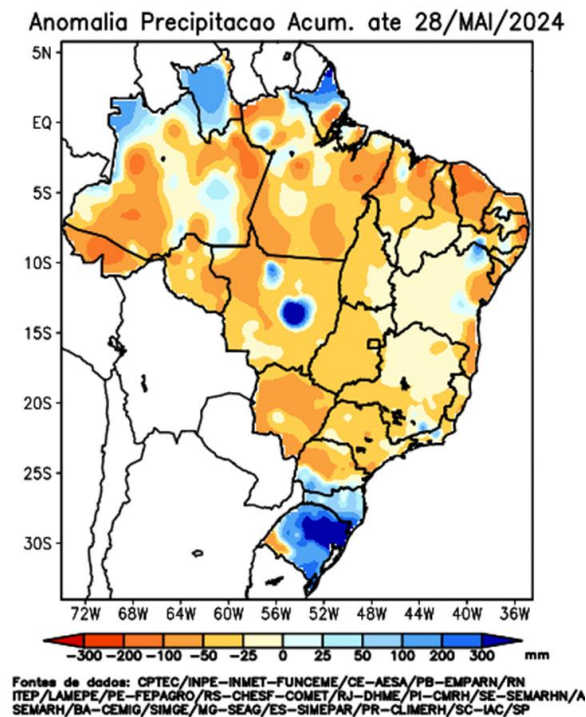 Anomalia Precipitacao Acum. ate 28/MAI/2024
5N
EQ
5S
10S
15S
20S
25S
30S
72W 68W 64W 60W 56W 52W 48W 44W 40W 36W
-300 -200 -100 -50 -25 0 25 50 100 200 300 mm
Fontes de dados: CPTEC/INPE-INMET-FUNCEME/CE-AESA/PB-EMPARN/RN
ITEP/LAMEPE/PE-FEPAGRO/RS-CHESF-COMET/RJ-DHME/PI-CMRH/SE-SEMARHN/A
SEMARH/BA-CEMIG/SIMGE/MG-SEAG/ES-SIMEPAR/PR-CLIMERH/SC-IAC/SP